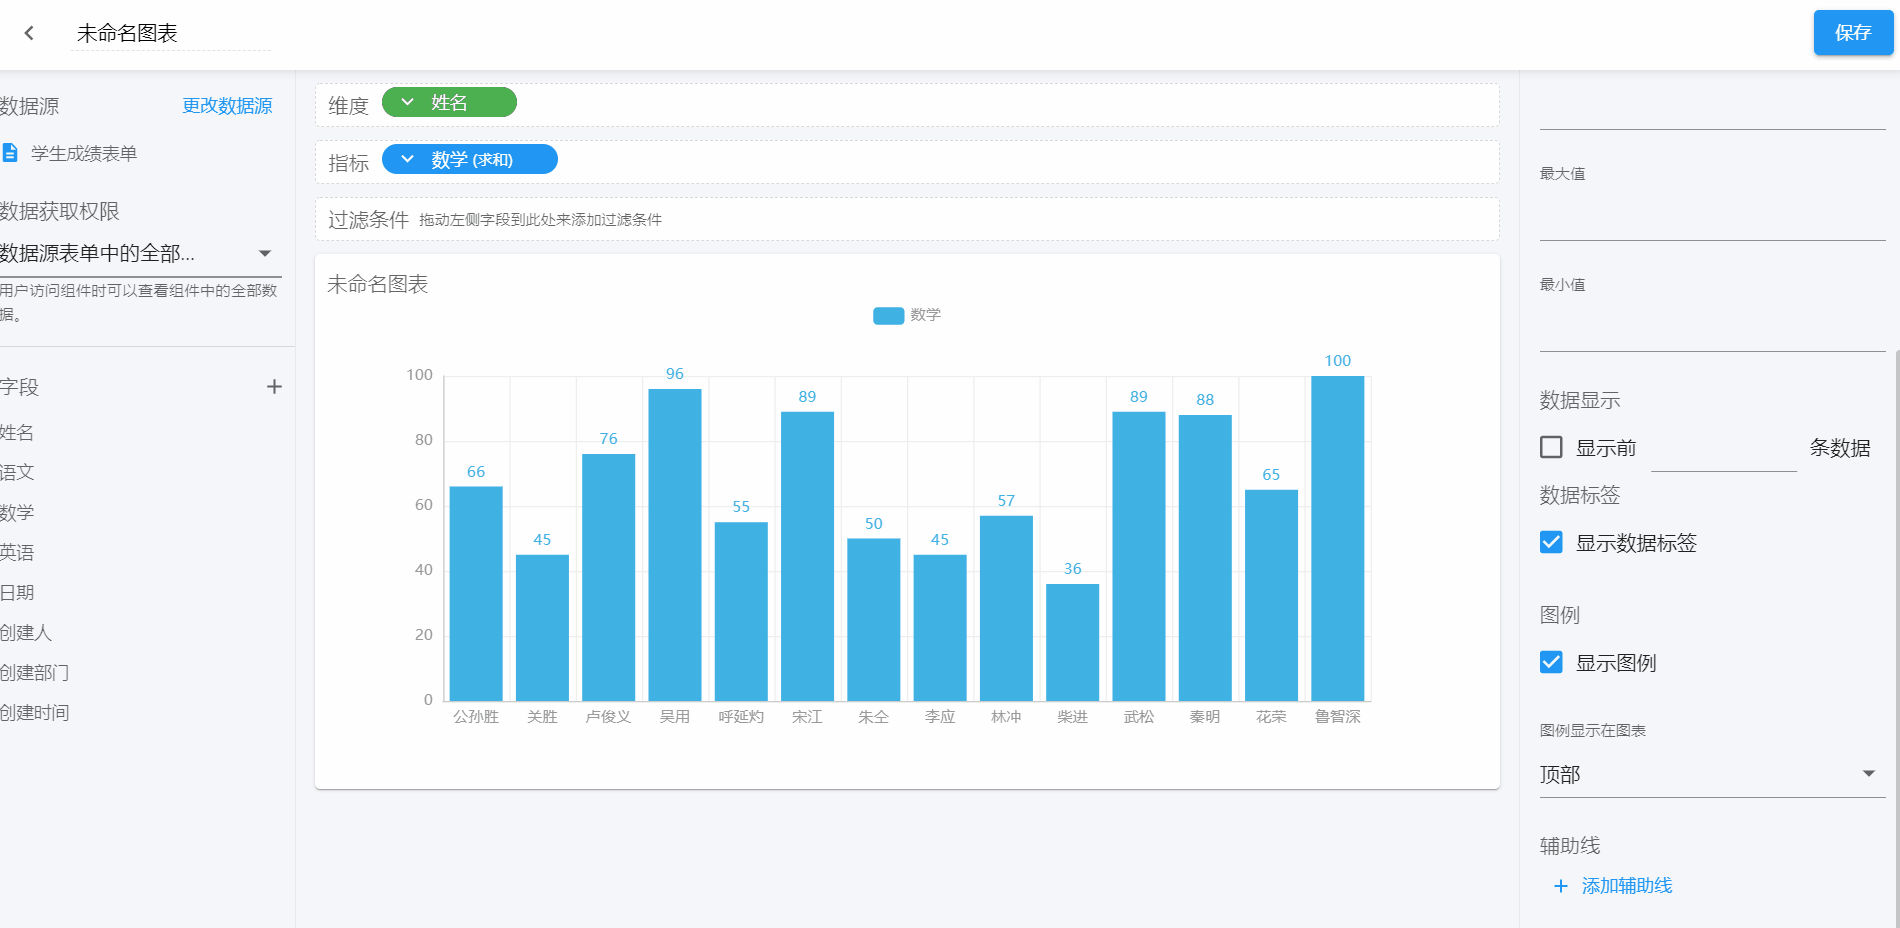 未命名图表
保存
数据源
更改数据源
学生成绩表单
数据获取权限
数据源表单中的全部...
用户访问组件时可以查看组件中的全部数
据。
字段
姓名
语文
数学
英语
日期
创建人
创建部门
创建时间
维度 姓名
指标 数学 (求和)
过滤条件 拖动左侧字段到此处来添加过滤条件
未命名图表
数学
100
80
60
40
20
0
66
45
76
96
55
89
50
45
57
36
89
88
65
100
公孙胜 关胜 卢俊义 吴用 呼延灼 宋江 朱仝 李应 林冲 柴进 武松 秦明 花荣 鲁智深
最大值
最小值
数据显示
显示前 条数据
数据标签
显示数据标签
图例
显示图例
图例显示在图表
顶部
辅助线
添加辅助线